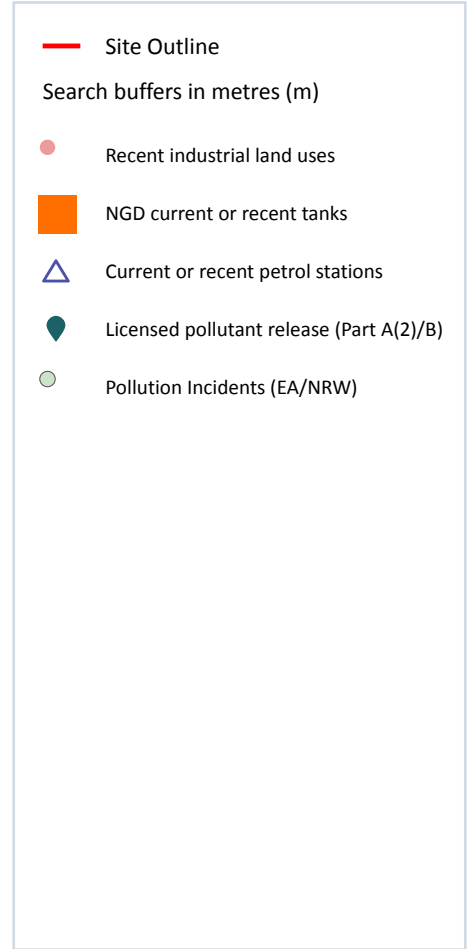 Site Outline
Search buffers in metres (m)
Recent industrial land uses
NGD current or recent tanks
Current or recent petrol stations
Licensed pollutant release (Part A(2)/B)
Pollution Incidents (EA/NRW)